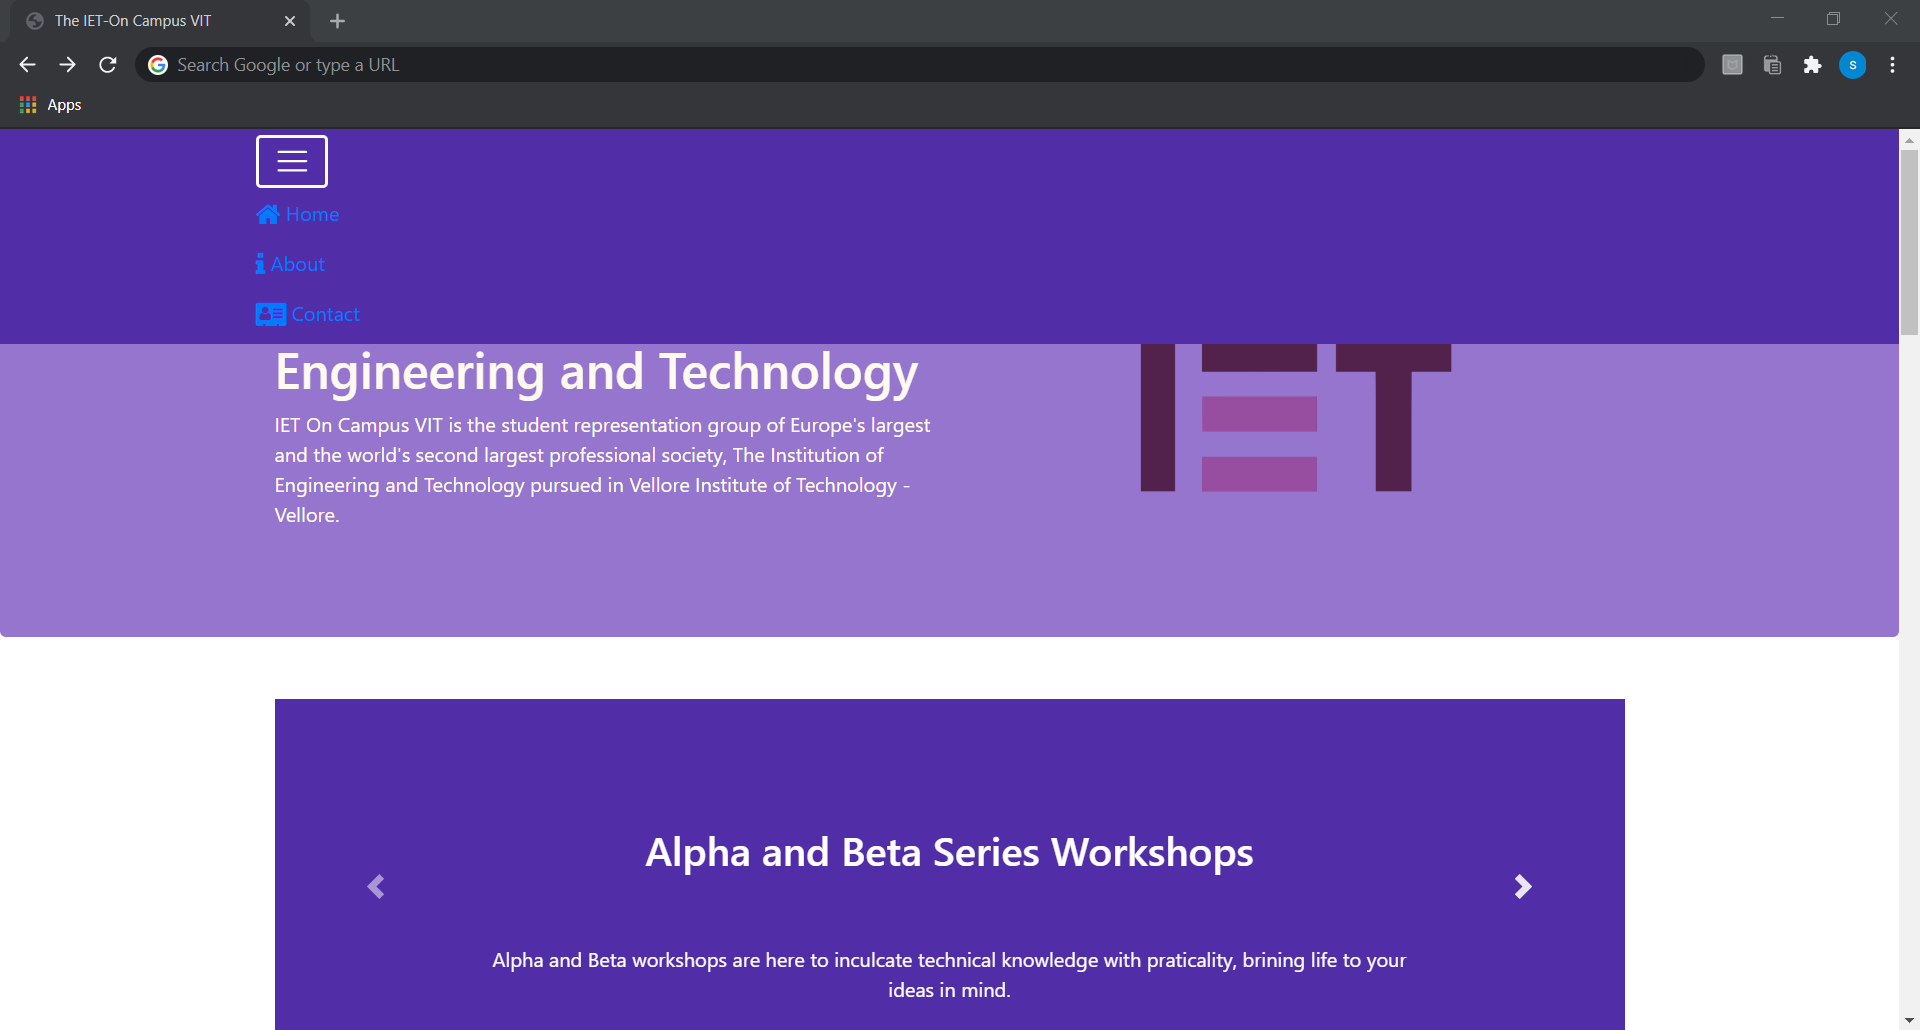 The IET-On Campus VIT
Search Google or type a URL
S
Apps
Home
About
Contact
Engineering and Technology
IET
IET On Campus VIT is the student representation group of Europe's largest
and the world's second largest professional society, The Institution of
Engineering and Technology pursued in Vellore Institute of Technology -
Vellore.
Alpha and Beta Series Workshops
Alpha and Beta workshops are here to inculcate technical knowledge with praticality, brining life to your
ideas in mind.